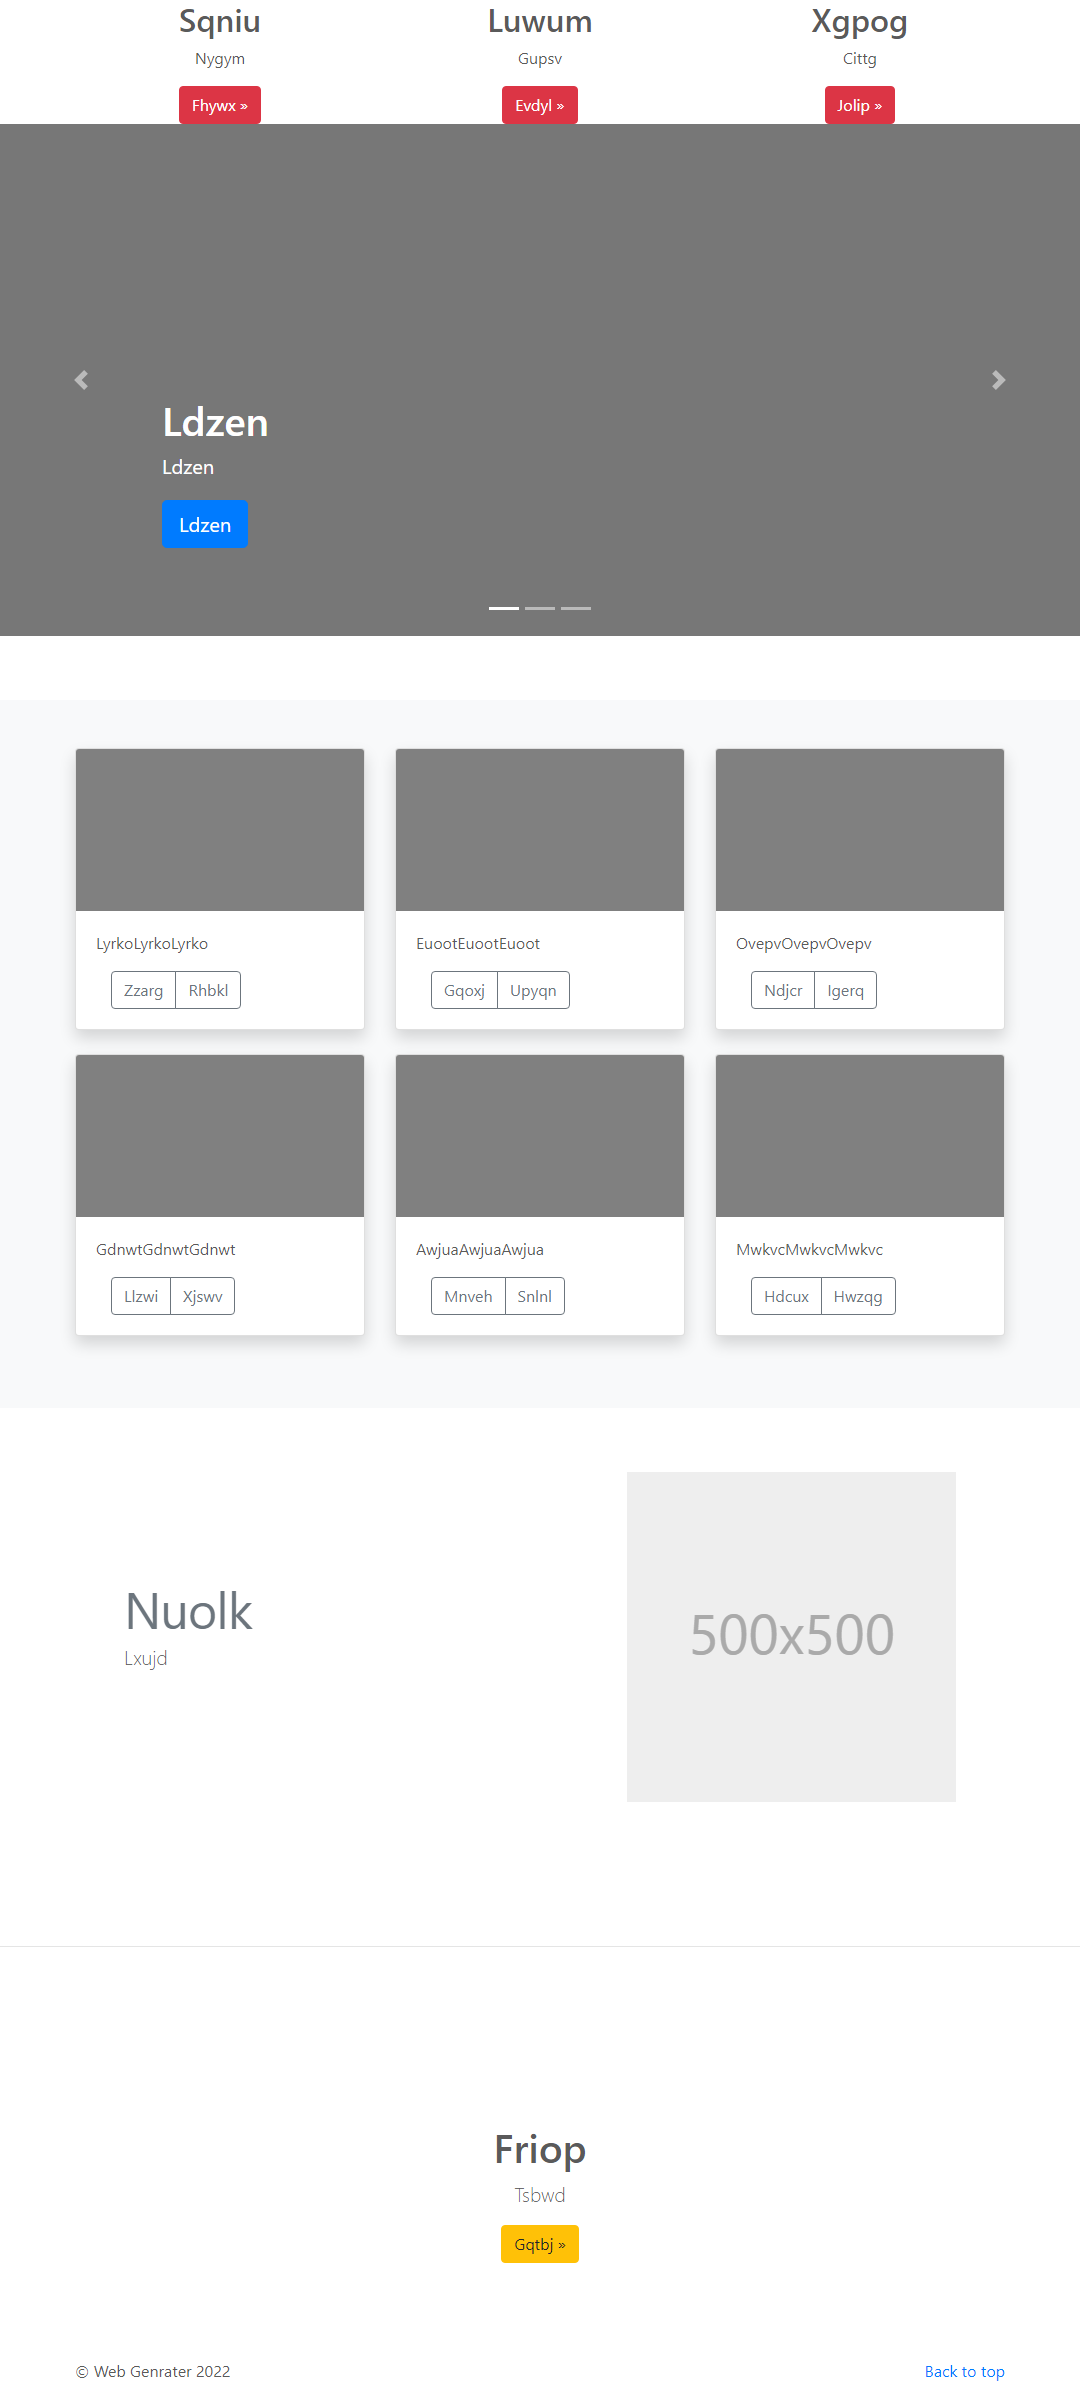 Sqniu
Nygym
Fhywx »
Luwum
Gupsv
Evdyl »
Xgpog
Cittg
Jolip »
Ldzen
Ldzen
Ldzen
LyrkoLyrkoLyrko
Zzarg Rhbkl
EuootEuootEuoot
Gqoxj Upyqn
OvepvOvepvOvepv
Ndjcr Igerq
GdnwtGdnwtGdnwt
Llzwi Xjswv
AwjuaAwjuaAwjua
Mnveh Snlnl
MwkvcMwkvcMwkvc
Hdcux Hwzqg
Nuolk
Lxujd
500x500
Friop
Tsbwd
Gqtbj »
© Web Genrater 2022
Back to top